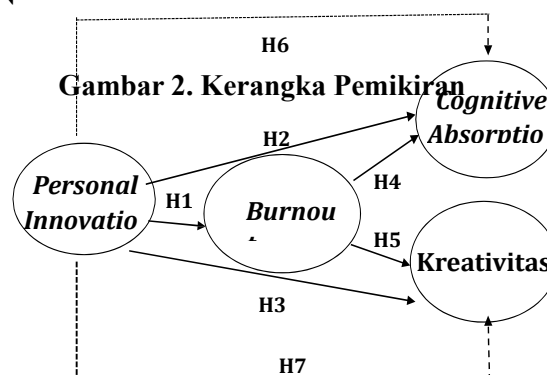 H6
Gambar 2. Kerangka Pemikiran
Cognitive
Absorptio
H2
Personal
Innovatio
H1
Burnou
H4
H5
Kreativitas
H3
H7